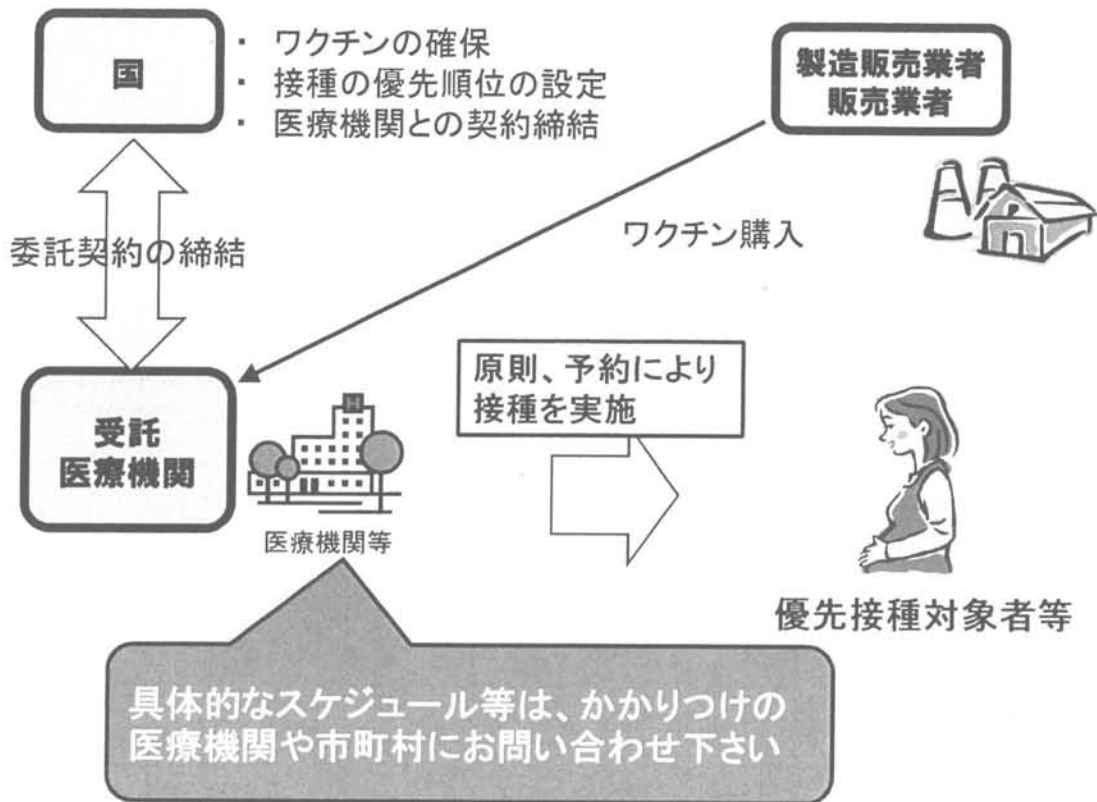 国
・ ワクチンの確保
・ 接種の優先順位の設定
・ 医療機関との契約締結
製造販売業者
販売業者
委託契約の締結
ワクチン購入
受託
医療機関
H
医療機関等
原則、予約により
接種を実施
優先接種対象者等
具体的なスケジュール等は、かかりつけの
医療機関や市町村にお問い合わせ下さい